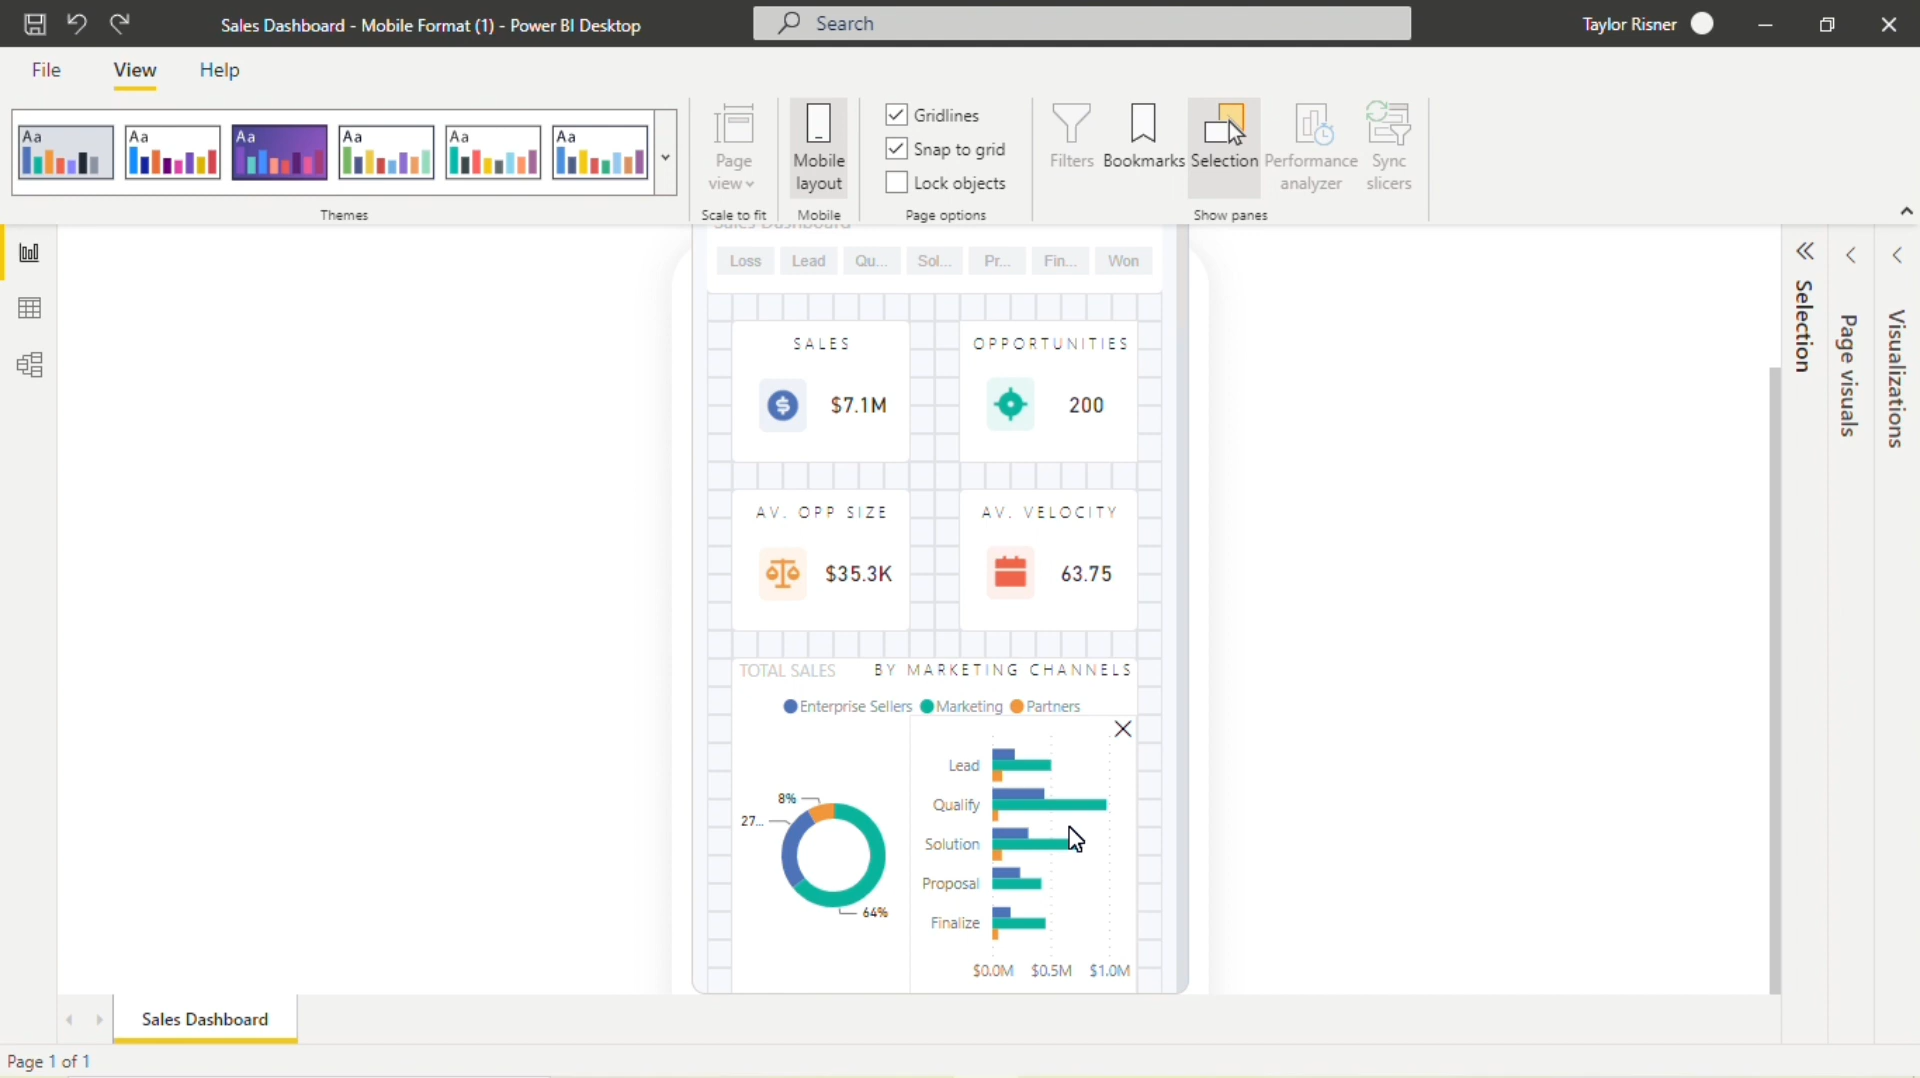 Sales Dashboard - Mobile Format (1) - Power BI Desktop
Search
Taylor Risner
File
View
Help
Aa
Aa
Aa
Aa
Aa
Aa
Themes
Page
view
Scale to fit
Mobile
layout
Mobile
Gridlines
Snap to grid
Lock objects
Page options
Filters
Bookmarks
Selection
Performance
analyzer
Sync
slicers
Show panes
Sales Dashboard
Loss
Lead
Qu...
Sol...
Pr...
Fin...
Won
SALES
$7.1M
OPPORTUNITIES
200
AV. OPP SIZE
$35.3K
AV. VELOCITY
63.75
TOTAL SALES
BY MARKETING CHANNELS
Enterprise Sellers
Marketing
Partners
8%
27...
64%
Lead
Qualify
Solution
Proposal
Finalize
$0.0M
$0.5M
$1.0M
Selection
Page visuals
Visualizations
Sales Dashboard
Page 1 of 1